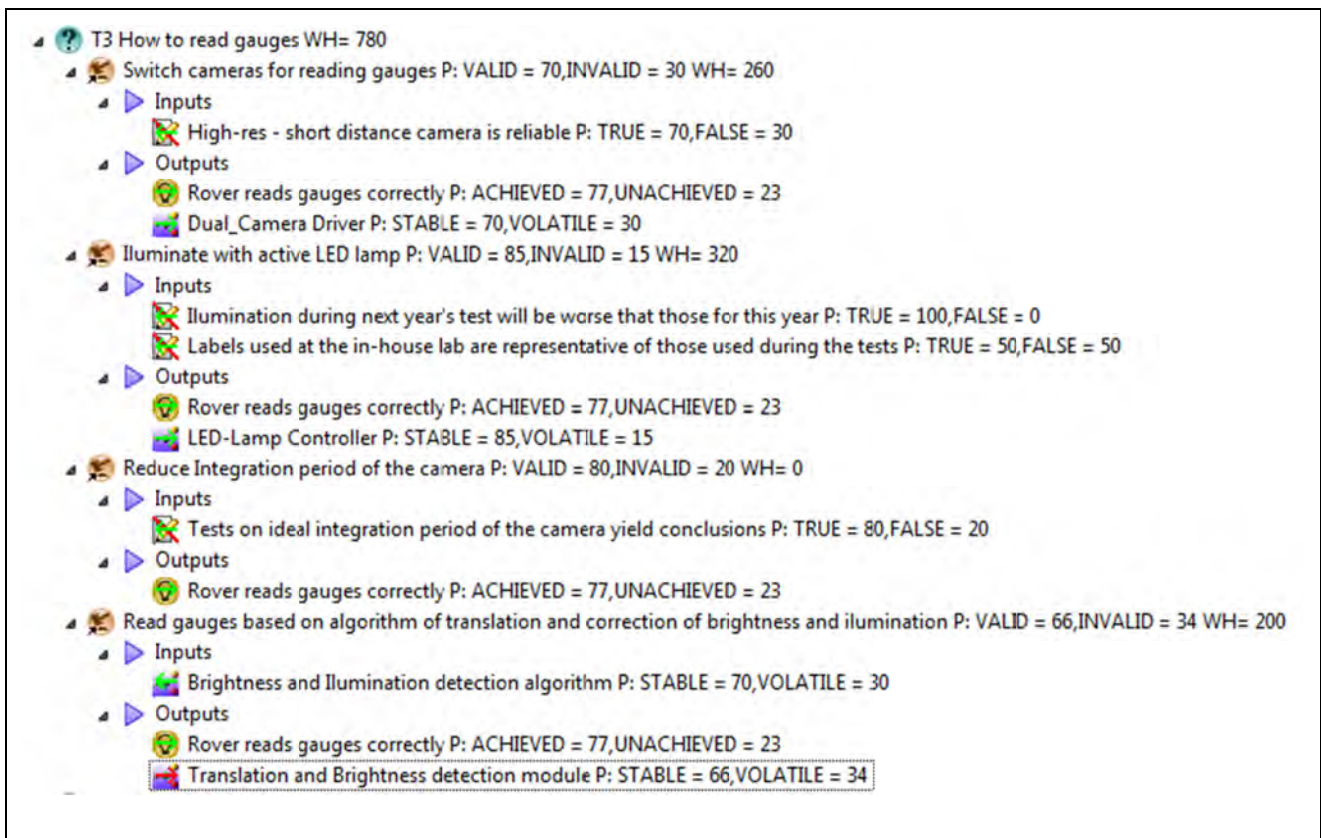 T3 How to read gauges WH= 780
Switch cameras for reading gauges P: VALID = 70,INVALID = 30 WH= 260
Inputs
High-res - short distance camera is reliable P: TRUE = 70,FALSE = 30
Outputs
Rover reads gauges correctly P: ACHIEVED = 77,UNACHIEVED = 23
Dual_Camera Driver P: STABLE = 70,VOLATILE = 30
Iluminate with active LED lamp P: VALID = 85,INVALID = 15 WH= 320
Inputs
Ilumination during next year's test will be worse that those for this year P: TRUE = 100,FALSE = 0
Labels used at the in-house lab are representative of those used during the tests P: TRUE = 50,FALSE = 50
Outputs
Rover reads gauges correctly P: ACHIEVED = 77,UNACHIEVED = 23
LED-Lamp Controller P: STABLE = 85,VOLATILE = 15
Reduce Integration period of the camera P: VALID = 80,INVALID = 20 WH= 0
Inputs
Tests on ideal integration period of the camera yield conclusions P: TRUE = 80,FALSE = 20
Outputs
Rover reads gauges correctly P: ACHIEVED = 77,UNACHIEVED = 23
Read gauges based on algorithm of translation and correction of brightness and ilumination P: VALID = 66,INVALID = 34 WH= 200
Inputs
Brightness and Ilumination detection algorithm P: STABLE = 70,VOLATILE = 30
Outputs
Rover reads gauges correctly P: ACHIEVED = 77,UNACHIEVED = 23
Translation and Brightness detection module P: STABLE = 66,VOLATILE = 34